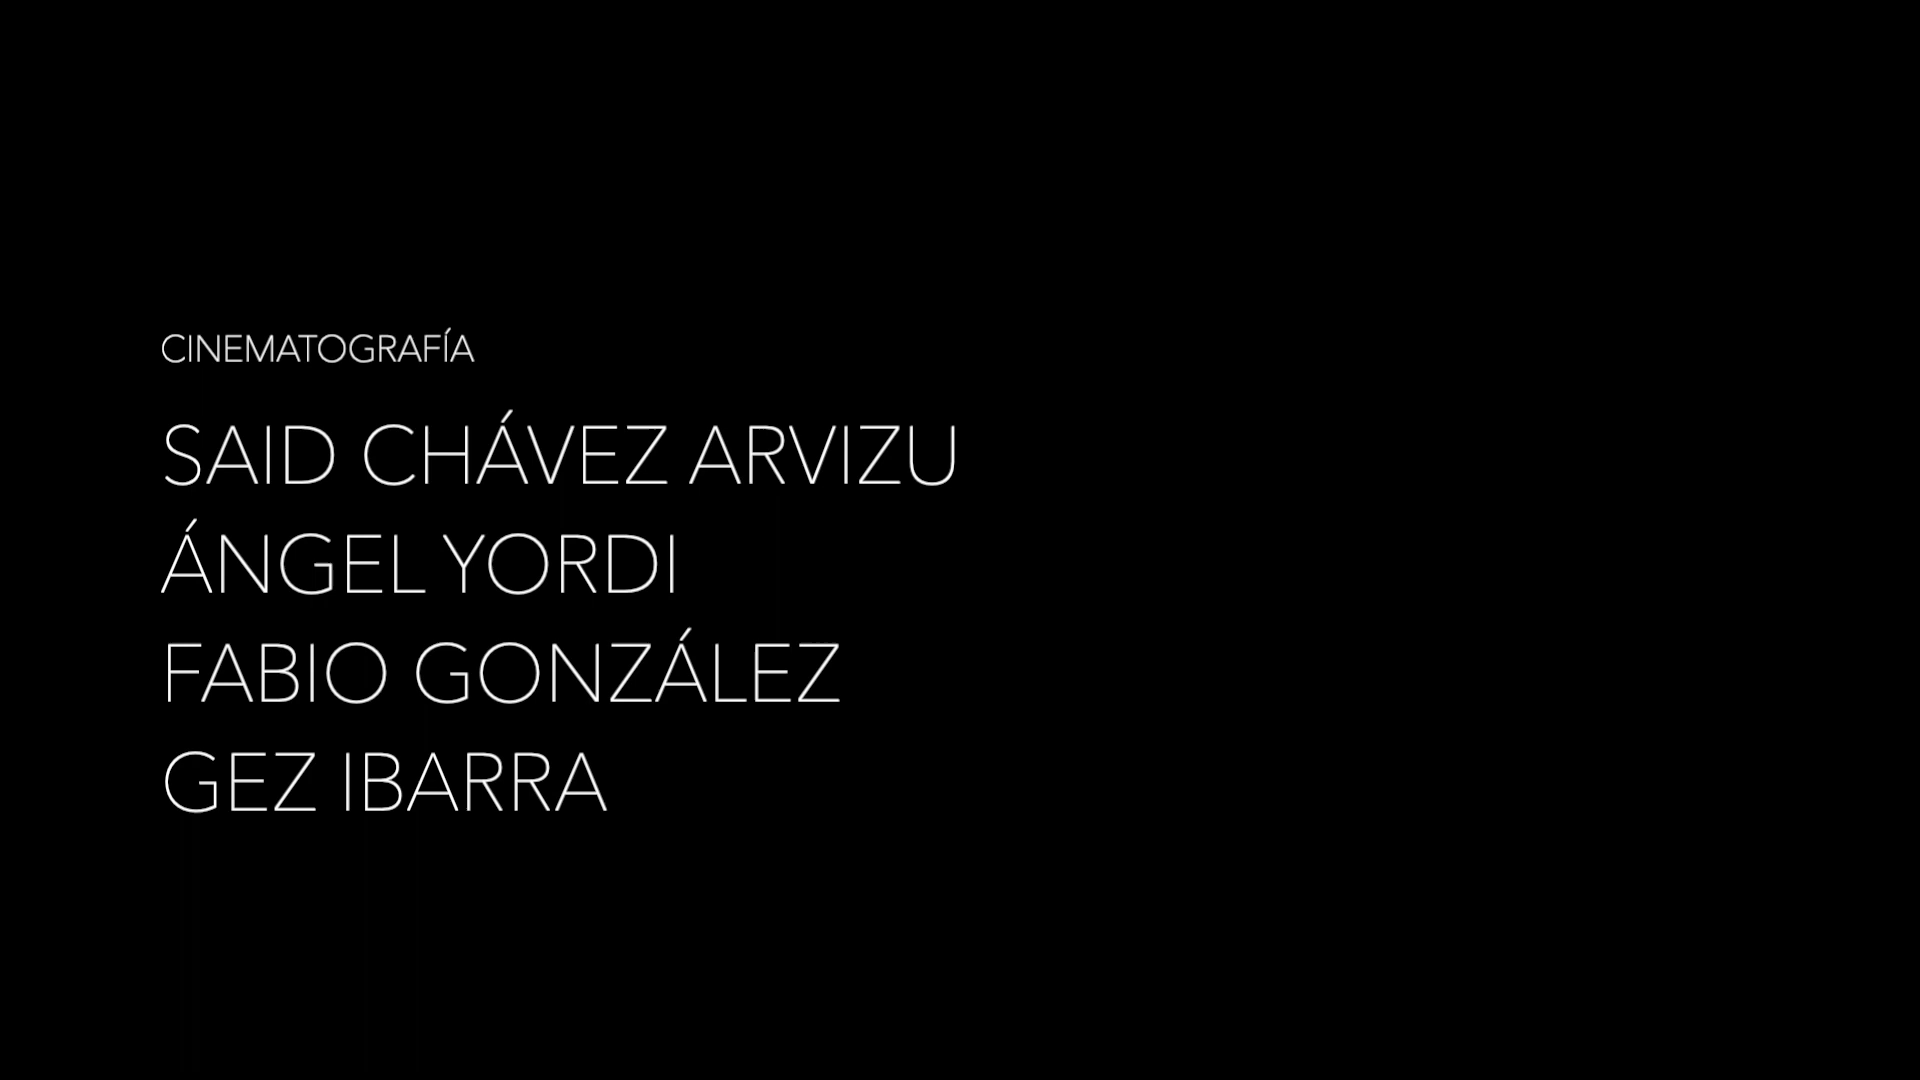 CINEMATOGRAFÍA
SAID CHÁVEZ ARVIZU
ÁNGEL YORDI
FABIO GONZÁLEZ
GEZ IBARRA